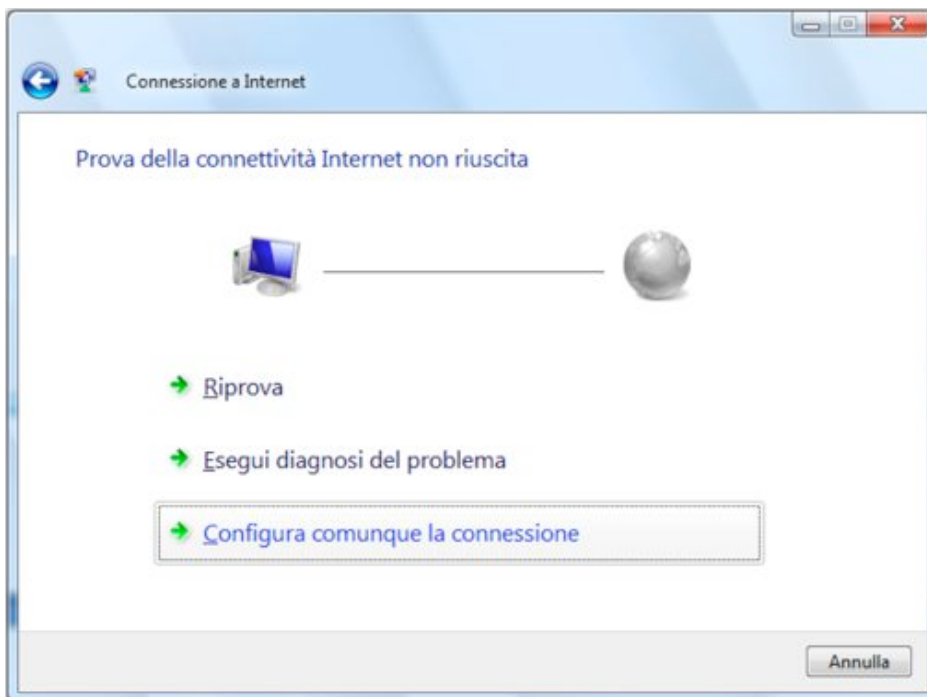 Connessione a Internet
Prova della connettività Internet non riuscita
Riprova
Esegui diagnosi del problema
Configura comunque la connessione
Annulla